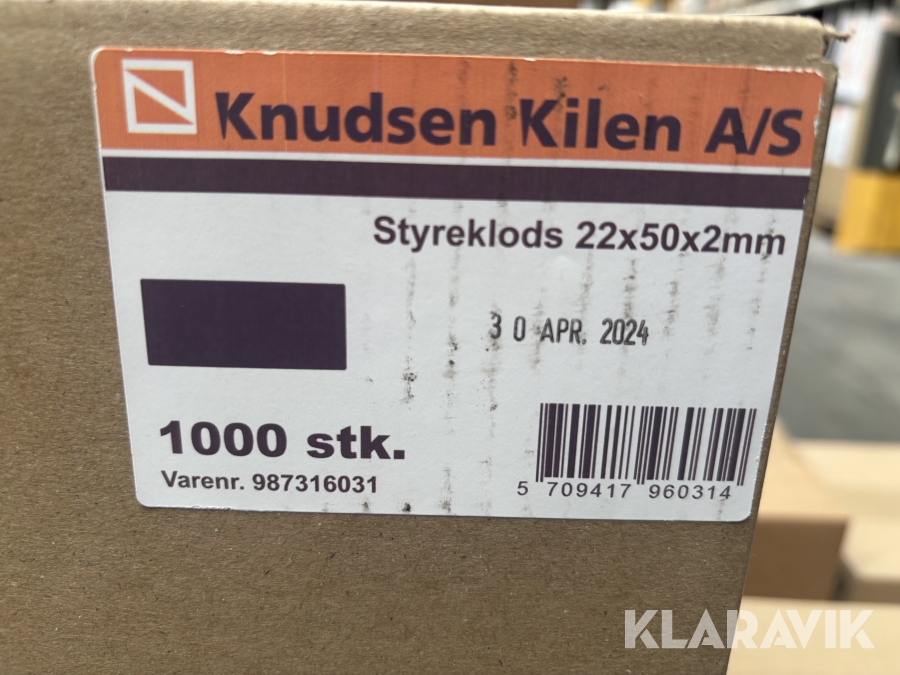 Knudsen Kilen A/S
Styreklods 22x50x2mm
30 APR. 2024
1000 stk.
Varenr. 987316031
5 709417 960314
KLARAVIK